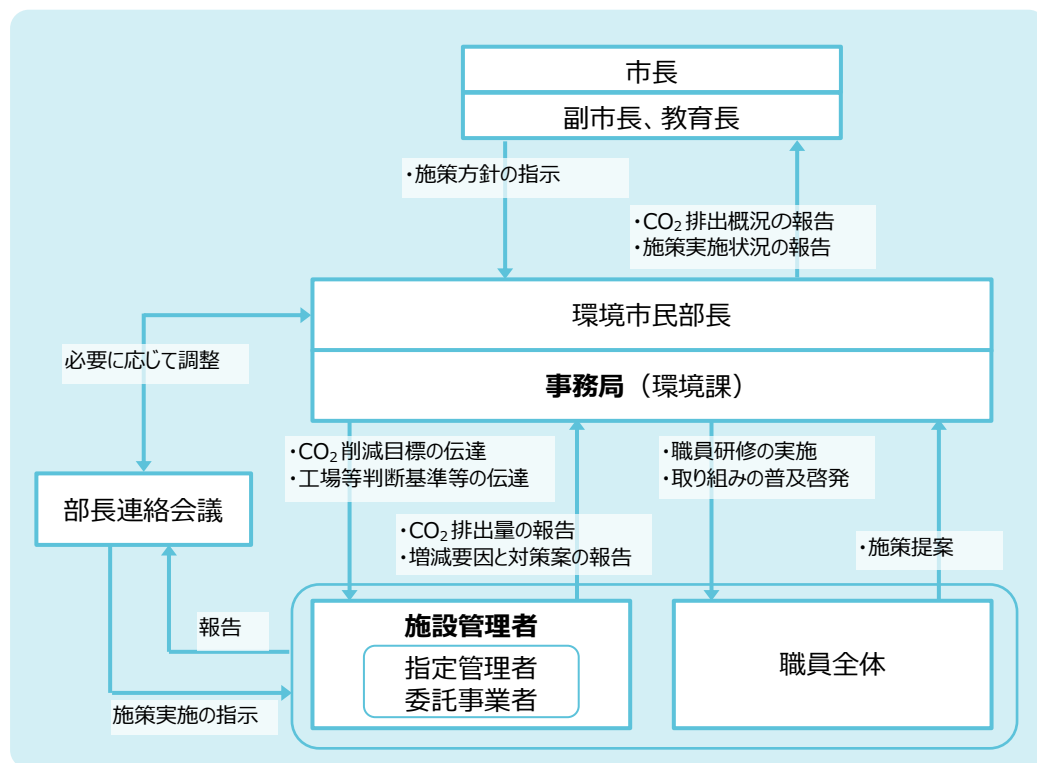 市長
副市長、教育長
・施策方針の指示
・CO₂排出概況の報告
・施策実施状況の報告
環境市民部長
必要に応じて調整
事務局（環境課）
・CO₂削減目標の伝達
・工場等判断基準等の伝達
・職員研修の実施
・取り組みの普及啓発
部長連絡会議
・CO₂排出量の報告
・増減要因と対策案の報告
・施策提案
報告
施設管理者
指定管理者
委託事業者
職員全体
施策実施の指示